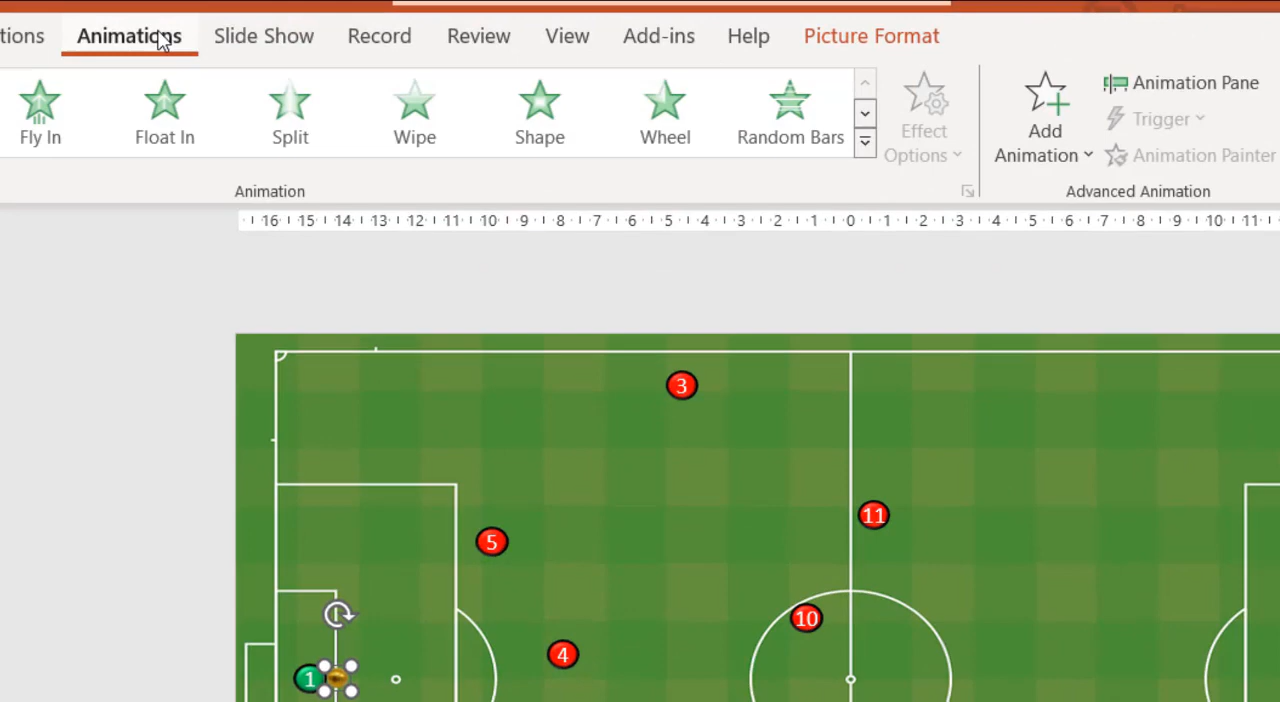 tions Animations Slide Show Record Review View Add-ins Help Picture Format
Fly In Float In Split Wipe Shape Wheel Random Bars
Effect Options
Add Animation
Animation Pane
Trigger
Animation Painter
Animation
Advanced Animation
16 15 14 13 12 11 10 9 8 7 6 5 4 3 2 1 0 1 2 3 4 5 6 7 8 9 10 11
3
11
5
10
4
1